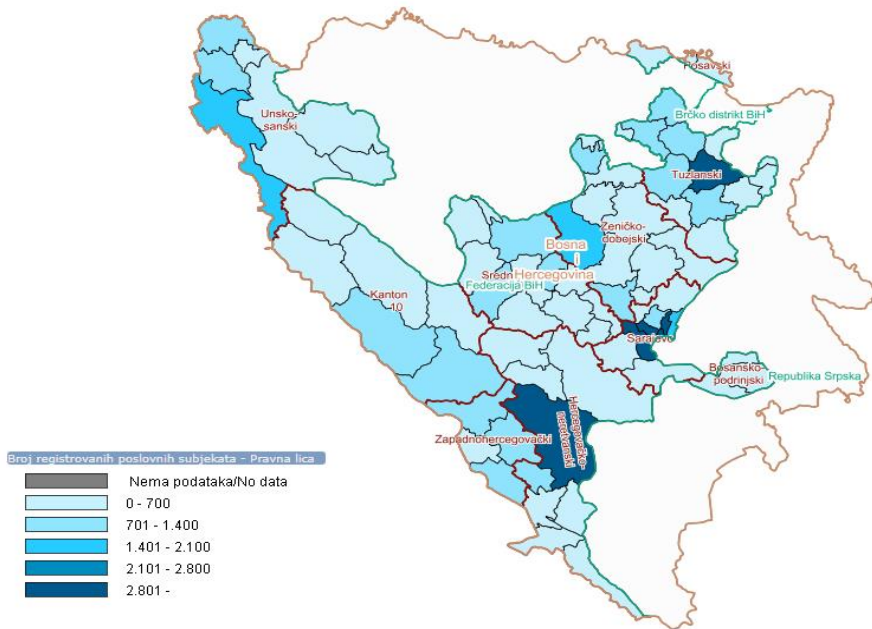 Posavski
Unsko-
sanski
Brčko distrikt BiH
Tuzlanski
Zeničko-
dobejski
Bosna
i
Hercegovina
Federacija BiH
Kanton
10
Sarajevo
Bosansko-
podrinjski
Republika Srpska
Hercegovačko-
neretvanski
Zapadnohercegovački
Broj registrovanih poslovnih subjekata - Pravna lica
Nema podataka/No data
0 - 700
701 - 1.400
1.401 - 2.100
2.101 - 2.800
2.801 -